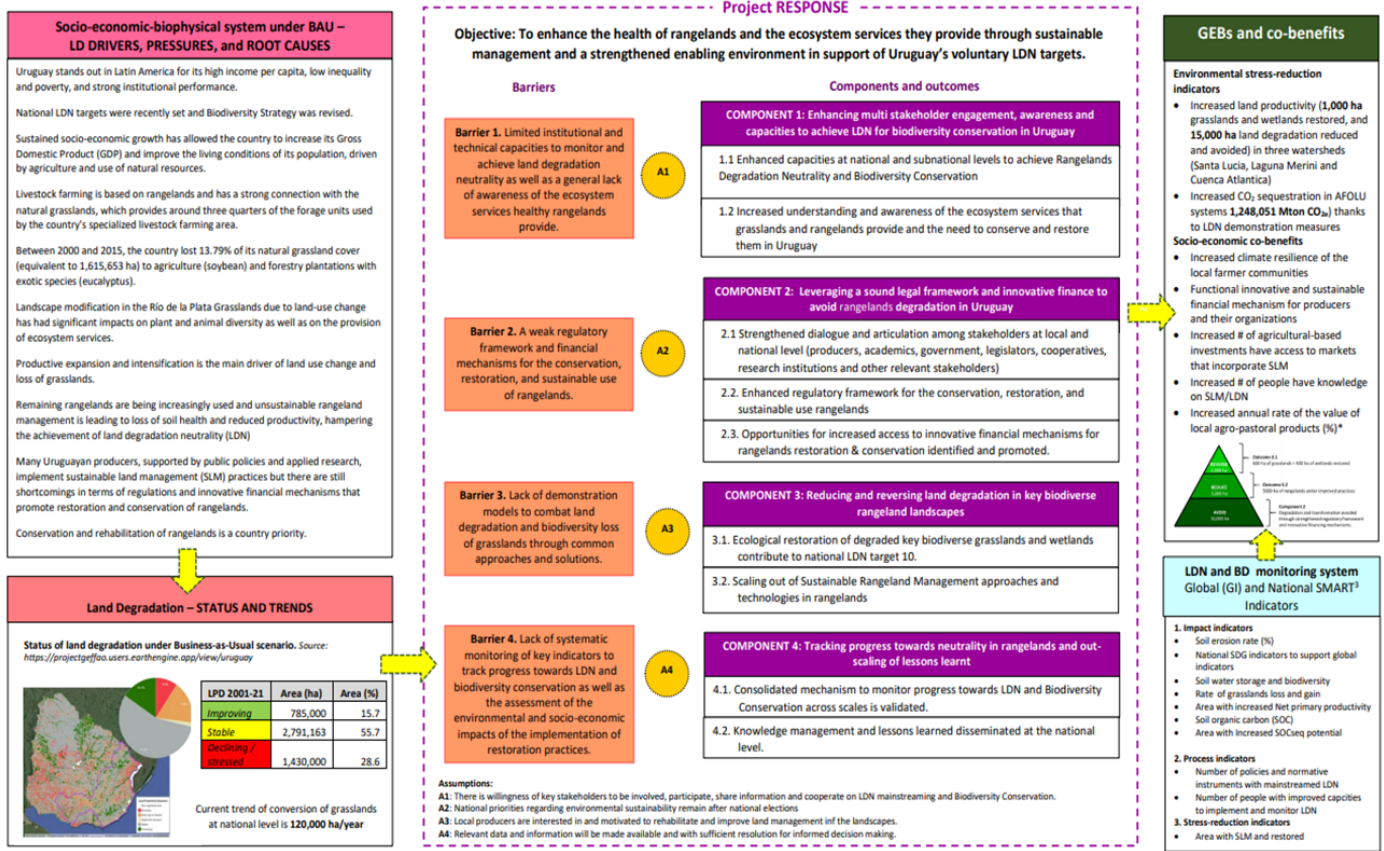 Socio-economic-biophysical system under BAU –
LD DRIVERS, PRESSURES, and ROOT CAUSES
Uruguay stands out in Latin America for its high income per capita, low inequality
and poverty, and strong institutional performance.
National LDN targets were recently set and Biodiversity Strategy was revised.
Sustained socio-economic growth has allowed the country to increase its Gross
Domestic Product (GDP) and improve the living conditions of its population, driven
by agriculture and use of natural resources.
Livestock farming is based on rangelands and has a strong connection with the
natural grasslands, which provides around three quarters of the forage units used
by the country's specialized livestock farming area.
Between 2000 and 2015, the country lost 13.79% of its natural grassland cover
(equivalent to 1,615,653 ha) to agriculture (soybean) and forestry plantations with
exotic species (eucalyptus).
Landscape modification in the Río de la Plata Grasslands due to land-use change
has had significant impacts on plant and animal diversity as well as on the provision
of ecosystem services.
Productive expansion and intensification is the main driver of land use change and
loss of grasslands.
Remaining rangelands are being increasingly used and unsustainable rangeland
management is leading to loss of soil health and reduced productivity, hampering
the achievement of land degradation neutrality (LDN)
Many Uruguayan producers, supported by public policies and applied research,
implement sustainable land management (SLM) practices but there are still
shortcomings in terms of regulations and innovative financial mechanisms that
promote restoration and conservation of rangelands.
Conservation and rehabilitation of rangelands is a country priority.
Land Degradation – STATUS AND TRENDS
Status of land degradation under Business-as-Usual scenario. Source:
https://projectgeffao.users.earthengine.app/view/uruguay
LPD 2001-21 Area (ha) Area (%)
Improving 785,000 15.7
Stable 2,791,163 55.7
Declining /
stressed 1,430,000 28.6
Current trend of conversion of grasslands
at national level is 120,000 ha/year
Project RESPONSE
Objective: To enhance the health of rangelands and the ecosystem services they provide through sustainable
management and a strengthened enabling environment in support of Uruguay's voluntary LDN targets.
Barriers
Components and outcomes
Barrier 1. Limited institutional and
technical capacities to monitor and
achieve land degradation
neutrality as well as a general lack
of awareness of the ecosystem
services healthy rangelands
provide.
A1
COMPONENT 1: Enhancing multi stakeholder engagement, awareness and
capacities to achieve LDN for biodiversity conservation in Uruguay
1.1 Enhanced capacities at national and subnational levels to achieve Rangelands
Degradation Neutrality and Biodiversity Conservation
1.2 Increased understanding and awareness of the ecosystem services that
grasslands and rangelands provide and the need to conserve and restore
them in Uruguay
Barrier 2. A weak regulatory
framework and financial
mechanisms for the conservation,
restoration, and sustainable use
of rangelands.
A2
COMPONENT 2: Leveraging a sound legal framework and innovative finance to
avoid rangelands degradation in Uruguay
2.1 Strengthened dialogue and articulation among stakeholders at local and
national level (producers, academics, government, legislators, cooperatives,
research institutions and other relevant stakeholders)
2.2. Enhanced regulatory framework for the conservation, restoration, and
sustainable use rangelands
2.3. Opportunities for increased access to innovative financial mechanisms for
rangelands restoration & conservation identified and promoted.
Barrier 3. Lack of demonstration
models to combat land
degradation and biodiversity loss
of grasslands through common
approaches and solutions.
A3
COMPONENT 3: Reducing and reversing land degradation in key biodiverse
rangeland landscapes
3.1. Ecological restoration of degraded key biodiverse grasslands and wetlands
contribute to national LDN target 10.
3.2. Scaling out of Sustainable Rangeland Management approaches and
technologies in rangelands
Barrier 4. Lack of systematic
monitoring of key indicators to
track progress towards LDN and
biodiversity conservation as well as
the assessment of the
environmental and socio-economic
impacts of the implementation of
restoration practices.
A4
COMPONENT 4: Tracking progress towards neutrality in rangelands and out-
scaling of lessons learnt
4.1. Consolidated mechanism to monitor progress towards LDN and Biodiversity
Conservation across scales is validated.
4.2. Knowledge management and lessons learned disseminated at the national
level.
Assumptions:
A1: There is willingness of key stakeholders to be involved, participate, share information and cooperate on LDN mainstreaming and Biodiversity Conservation.
A2: National priorities regarding environmental sustainability remain after national elections
A3: Local producers are interested in and motivated to rehabilitate and improve land management inf the landscapes.
A4: Relevant data and information will be made available and with sufficient resolution for informed decision making.
GEBs and co-benefits
Environmental stress-reduction
indicators
• Increased land productivity (1,000 ha
grasslands and wetlands restored, and
15,000 ha land degradation reduced
and avoided) in three watersheds
(Santa Lucia, Laguna Merini and
Cuenca Atlantica)
• Increased CO₂ sequestration in AFOLU
systems 1,248,051 Mton CO₂ₑ) thanks
to LDN demonstration measures
Socio-economic co-benefits
• Increased climate resilience of the
local farmer communities
• Functional innovative and sustainable
financial mechanism for producers
and their organizations
• Increased # of agricultural-based
investments have access to markets
that incorporate SLM
• Increased # of people have knowledge
on SLM/LDN
• Increased annual rate of the value of
local agro-pastoral products (%)*
REVERSE
REDUCE
AVOID
Outcome 3.1
Component 2
Degradation and transformation avoided
through strengthened regulatory framework
and innovative financing mechanisms
LDN and BD monitoring system
Global (GI) and National SMART³
Indicators
1. Impact indicators
• Soil erosion rate (%)
• National SDG indicators to support global
indicators
• Soil water storage and biodiversity
• Rate of grasslands loss and gain
• Area with increased Net primary productivity
• Soil organic carbon (SOC)
• Area with Increased SOCseq potential
2. Process indicators
• Number of policies and normative
instruments with mainstreamed LDN
• Number of people with improved capcities
to implement and monitor LDN
3. Stress-reduction indicators
• Area with SLM and restored